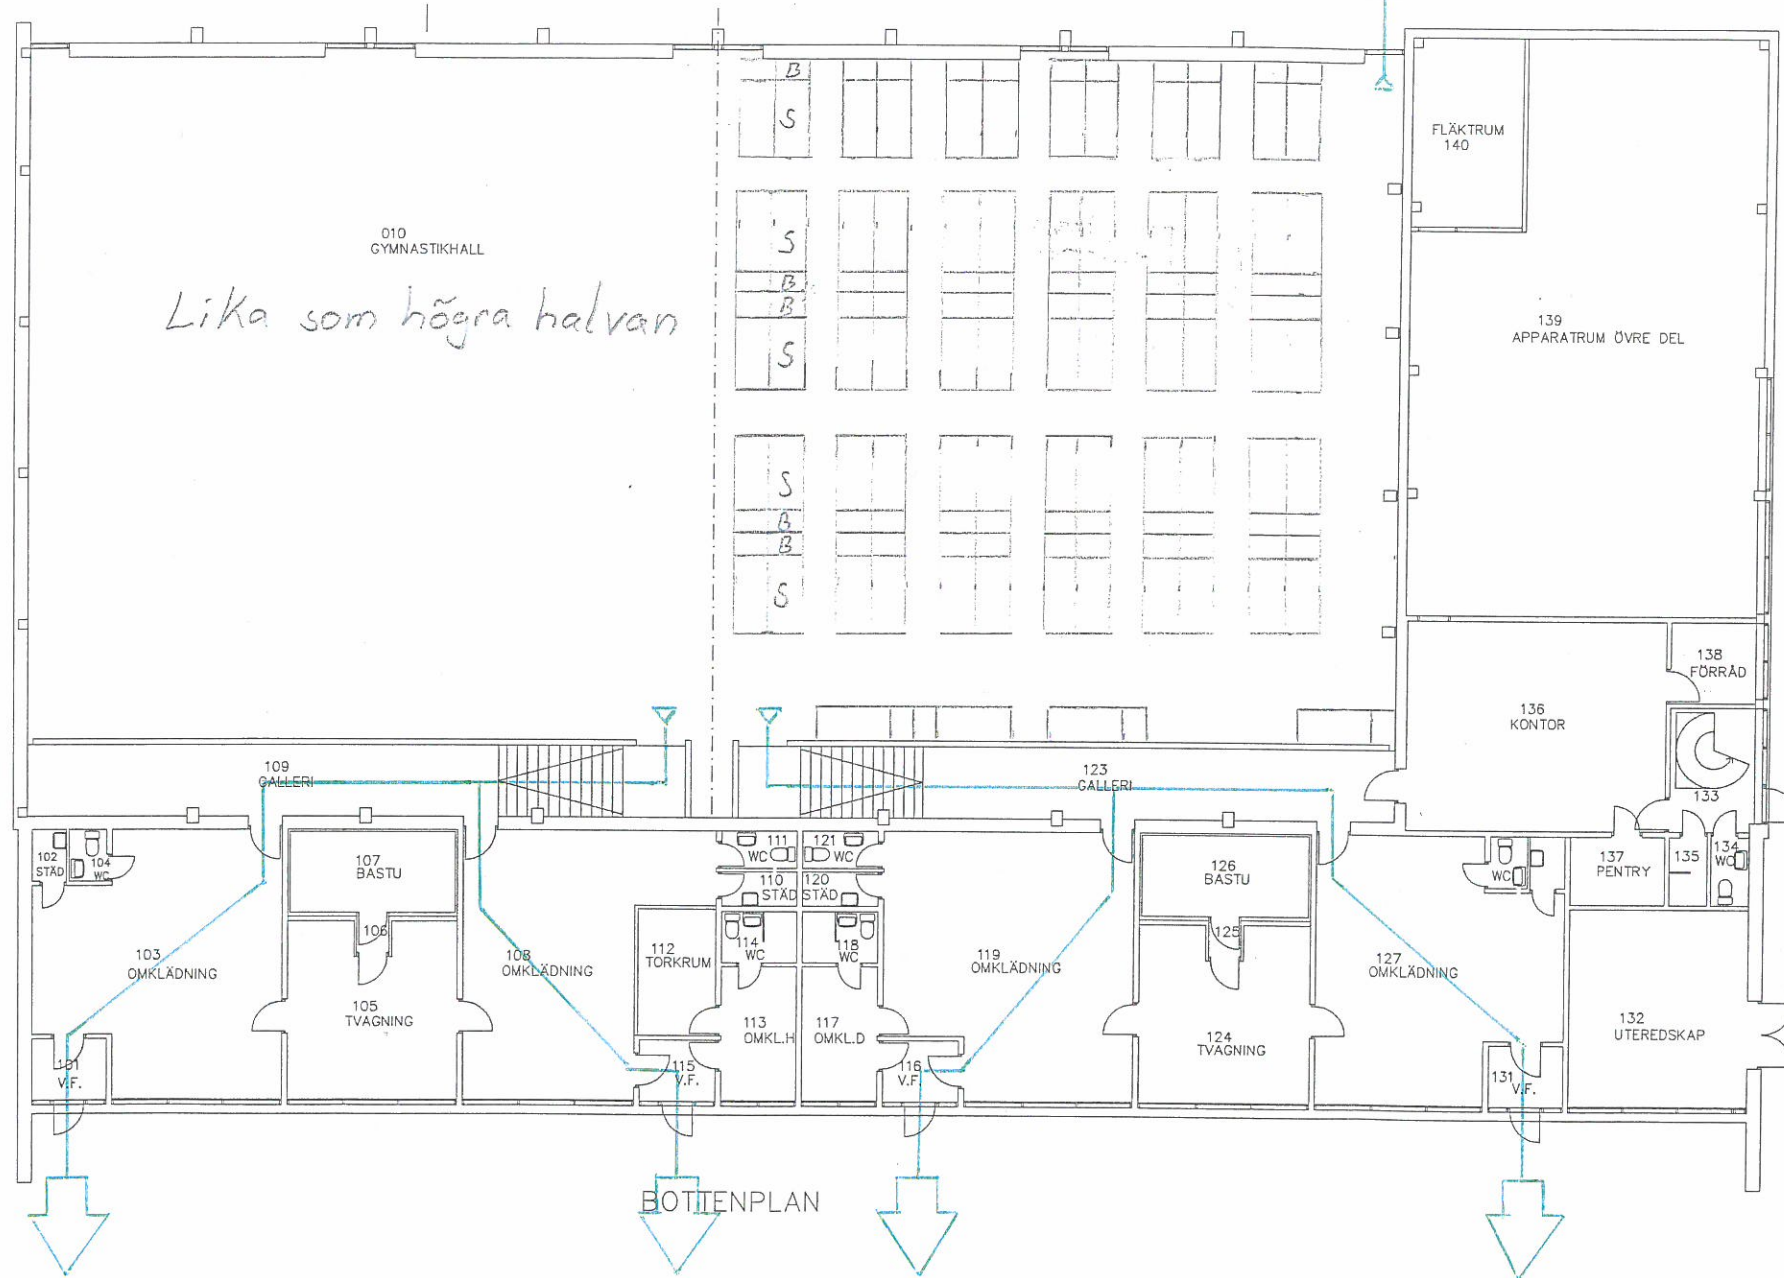 B
S
FLÄKTRUM
140
010
GYMNASTIKHALL
S
B
B
S
Lika som högra halvan
139
APPARATRUM ÖVRE DEL
S
B
B
S
138
FÖRRÅD
136
KONTOR
109
GALLERI
123
GALLERI
133
102
STÄD
104
WC
107
BASTU
111
WC
121
WC
110
STÄD
120
STÄD
126
BASTU
WC
137
PENTRY
135
134
WC
106
114
WC
118
WC
125
103
OMKLÄDNING
108
OMKLÄDNING
112
TORKRUM
119
OMKLÄDNING
127
OMKLÄDNING
105
TVAGNING
113
OMKL.H
117
OMKL.D
124
TVAGNING
132
UTEREDSKAP
101
V.F.
115
V.F.
116
V.F.
131
V.F.
BOTTENPLAN